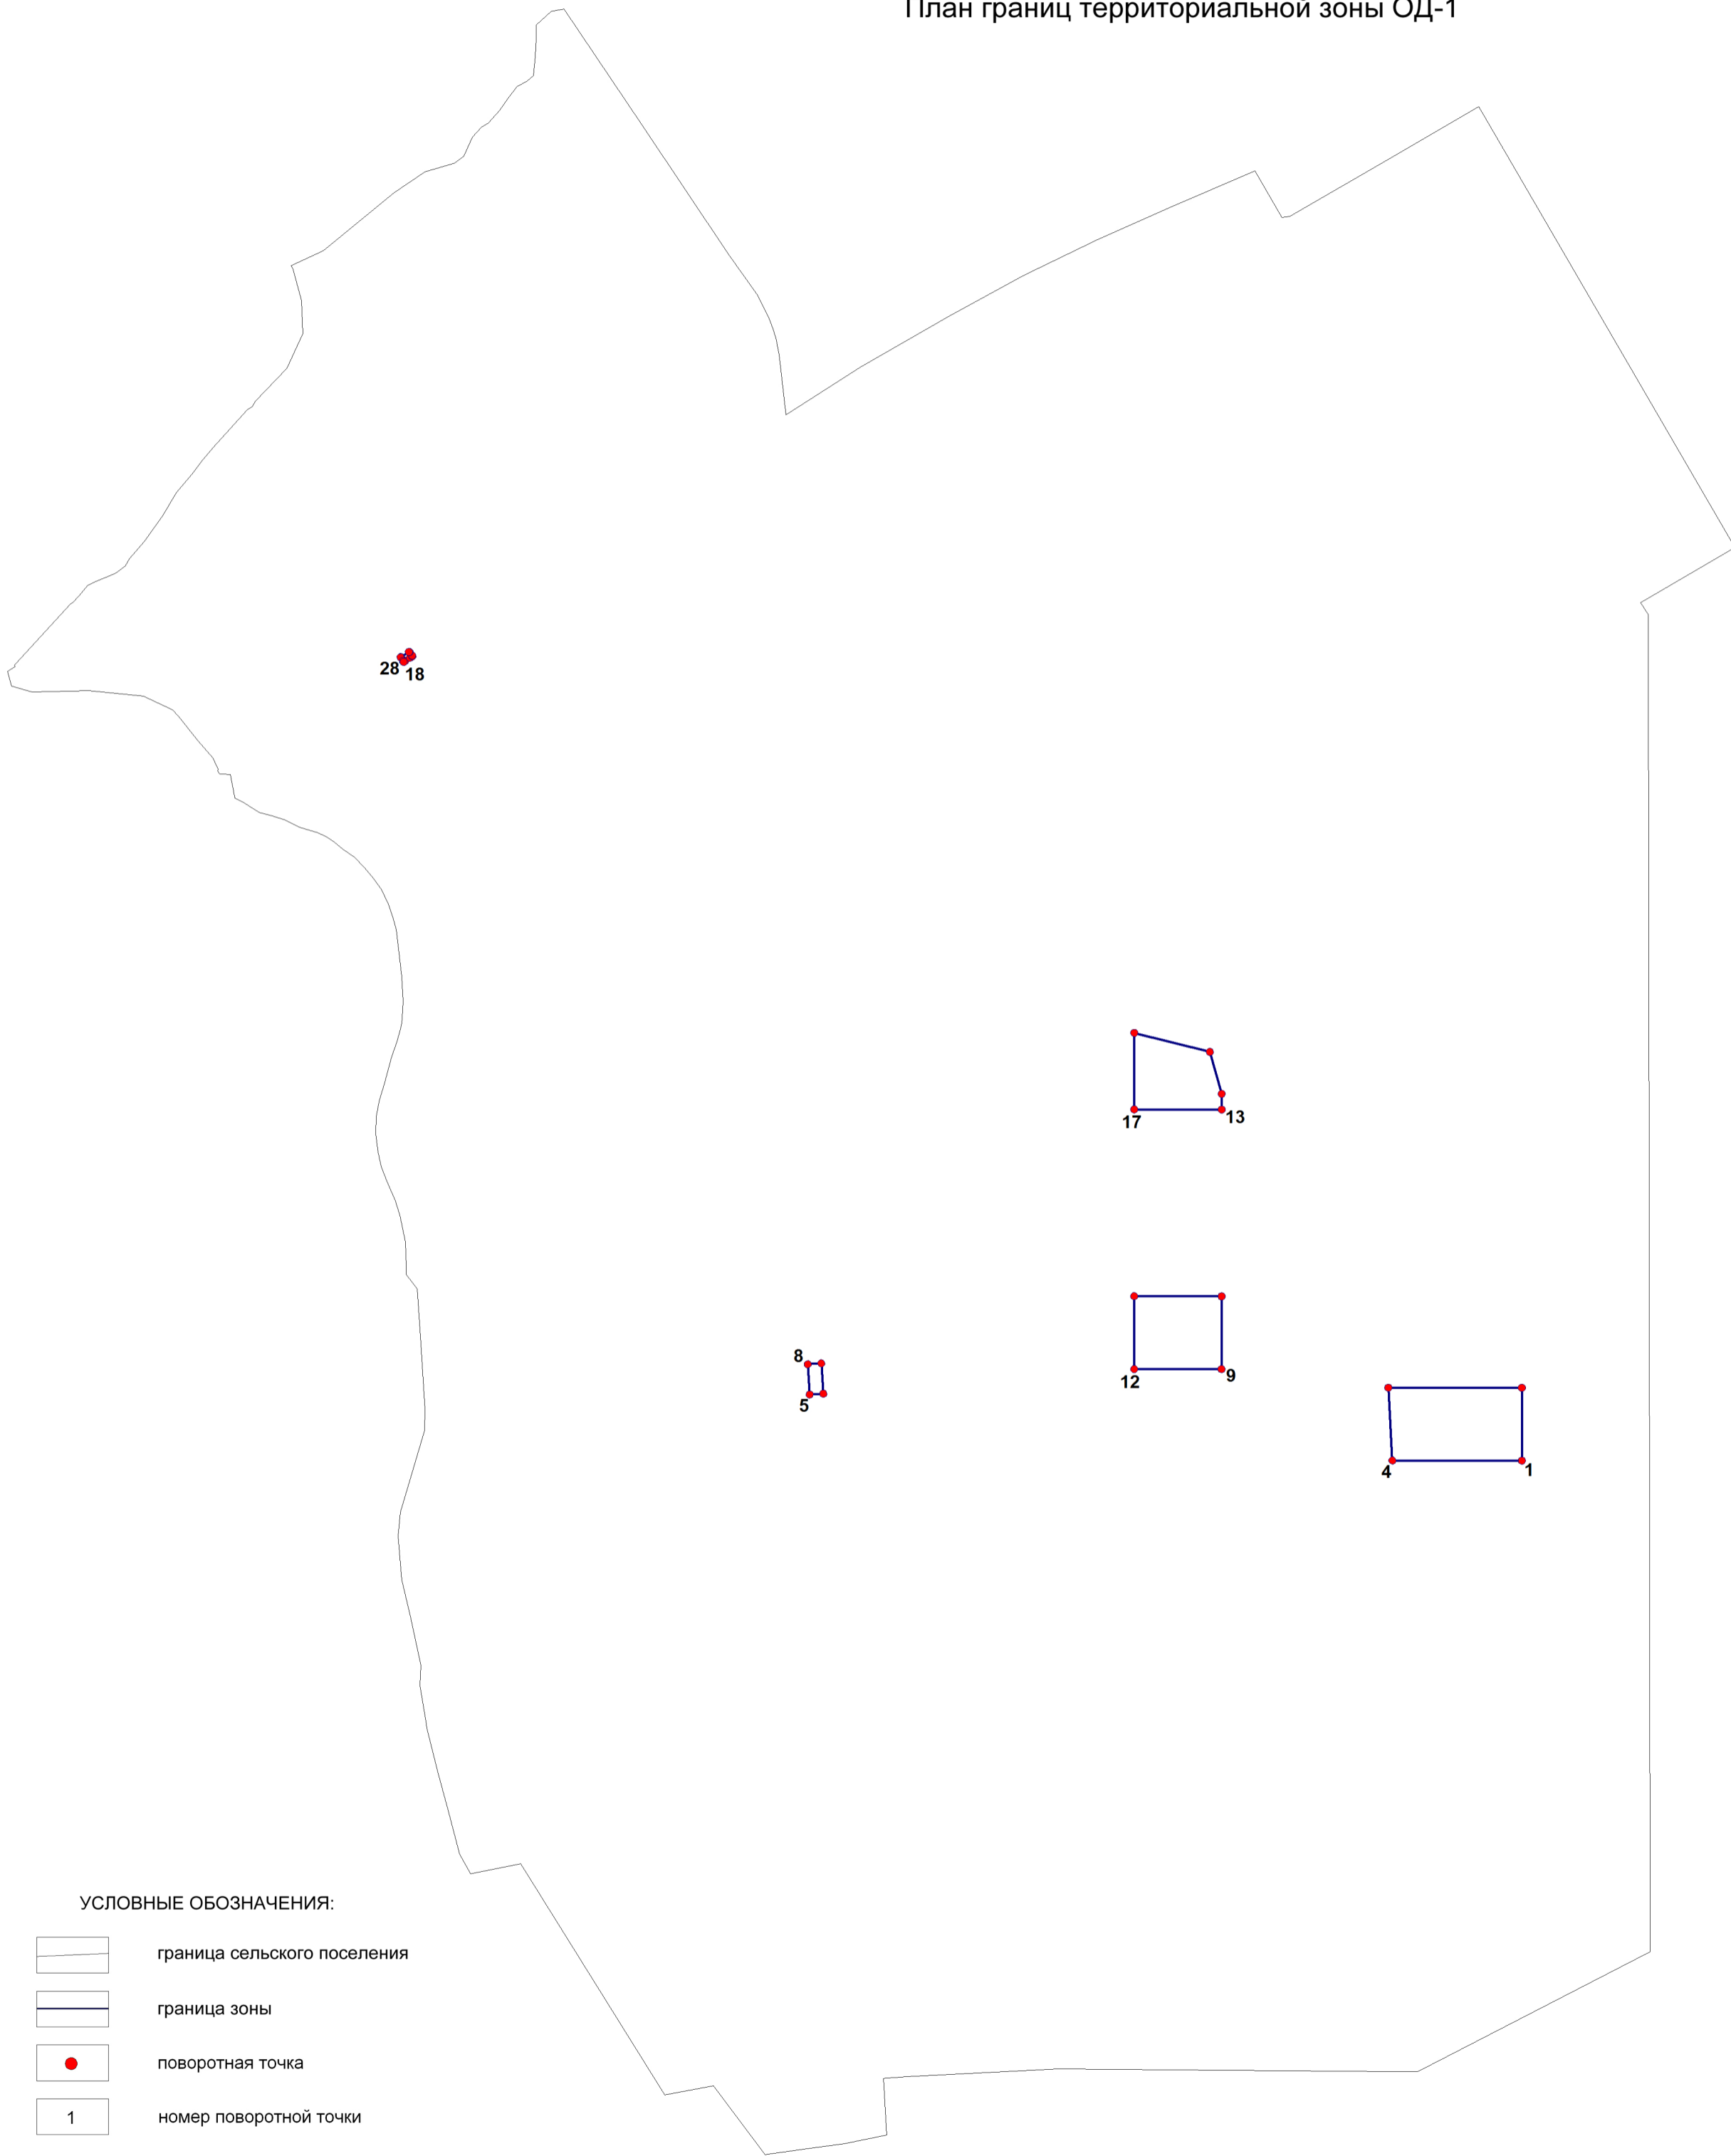 План границ территориальной зоны ОД-1
28
18
17
13
8
5
12
9
4
1
УСЛОВНЫЕ ОБОЗНАЧЕНИЯ:
граница сельского поселения
граница зоны
поворотная точка
1 номер поворотной точки